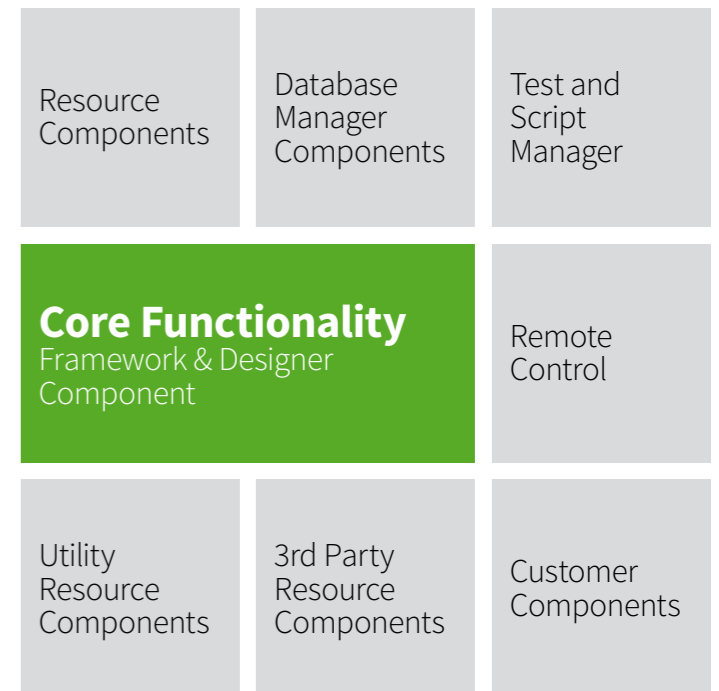 Resource
Components
Database
Manager
Components
Test and
Script
Manager
Core Functionality
Framework & Designer
Component
Remote
Control
Utility
Resource
Components
3rd Party
Resource
Components
Customer
Components